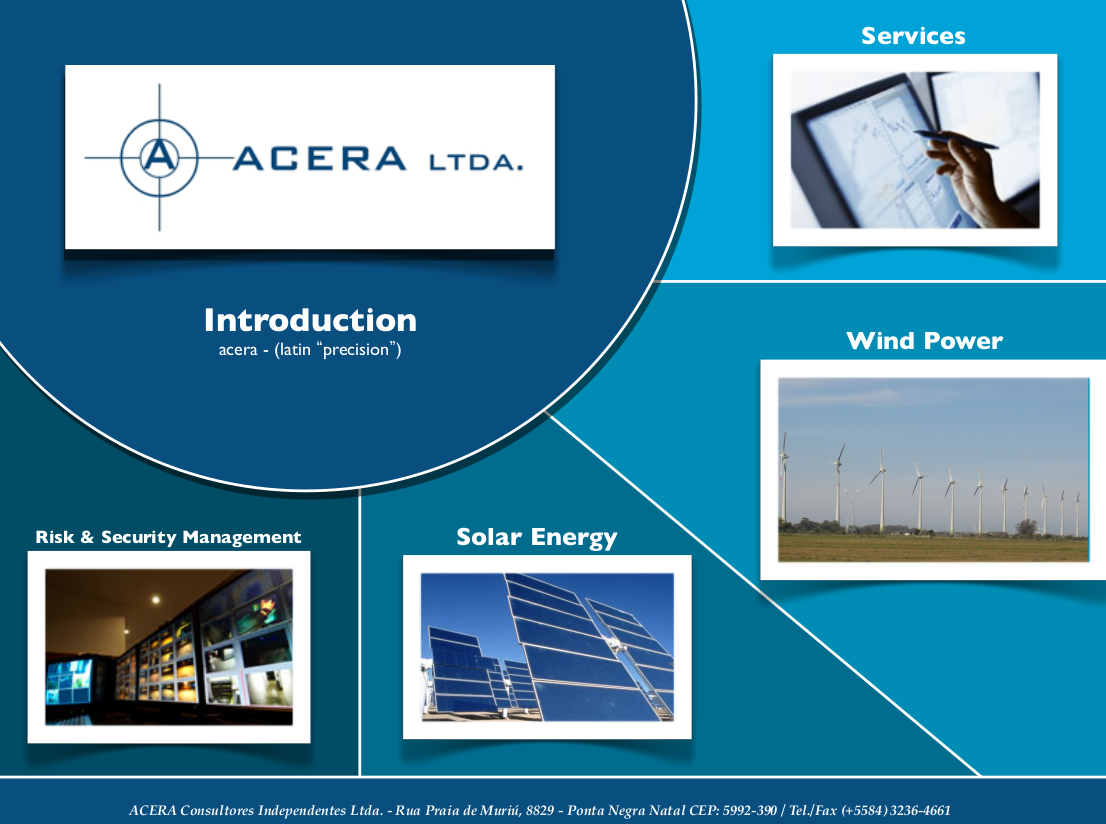 A
ACERA LTDA.
Introduction
acera - (latin “precision”)
Services
Wind Power
Risk & Security Management
Solar Energy
ACERA Consultores Independentes Ltda. - Rua Praia de Muriú, 8829 - Ponta Negra Natal CEP: 5992-390 / Tel./Fax (+5584) 3236-4661